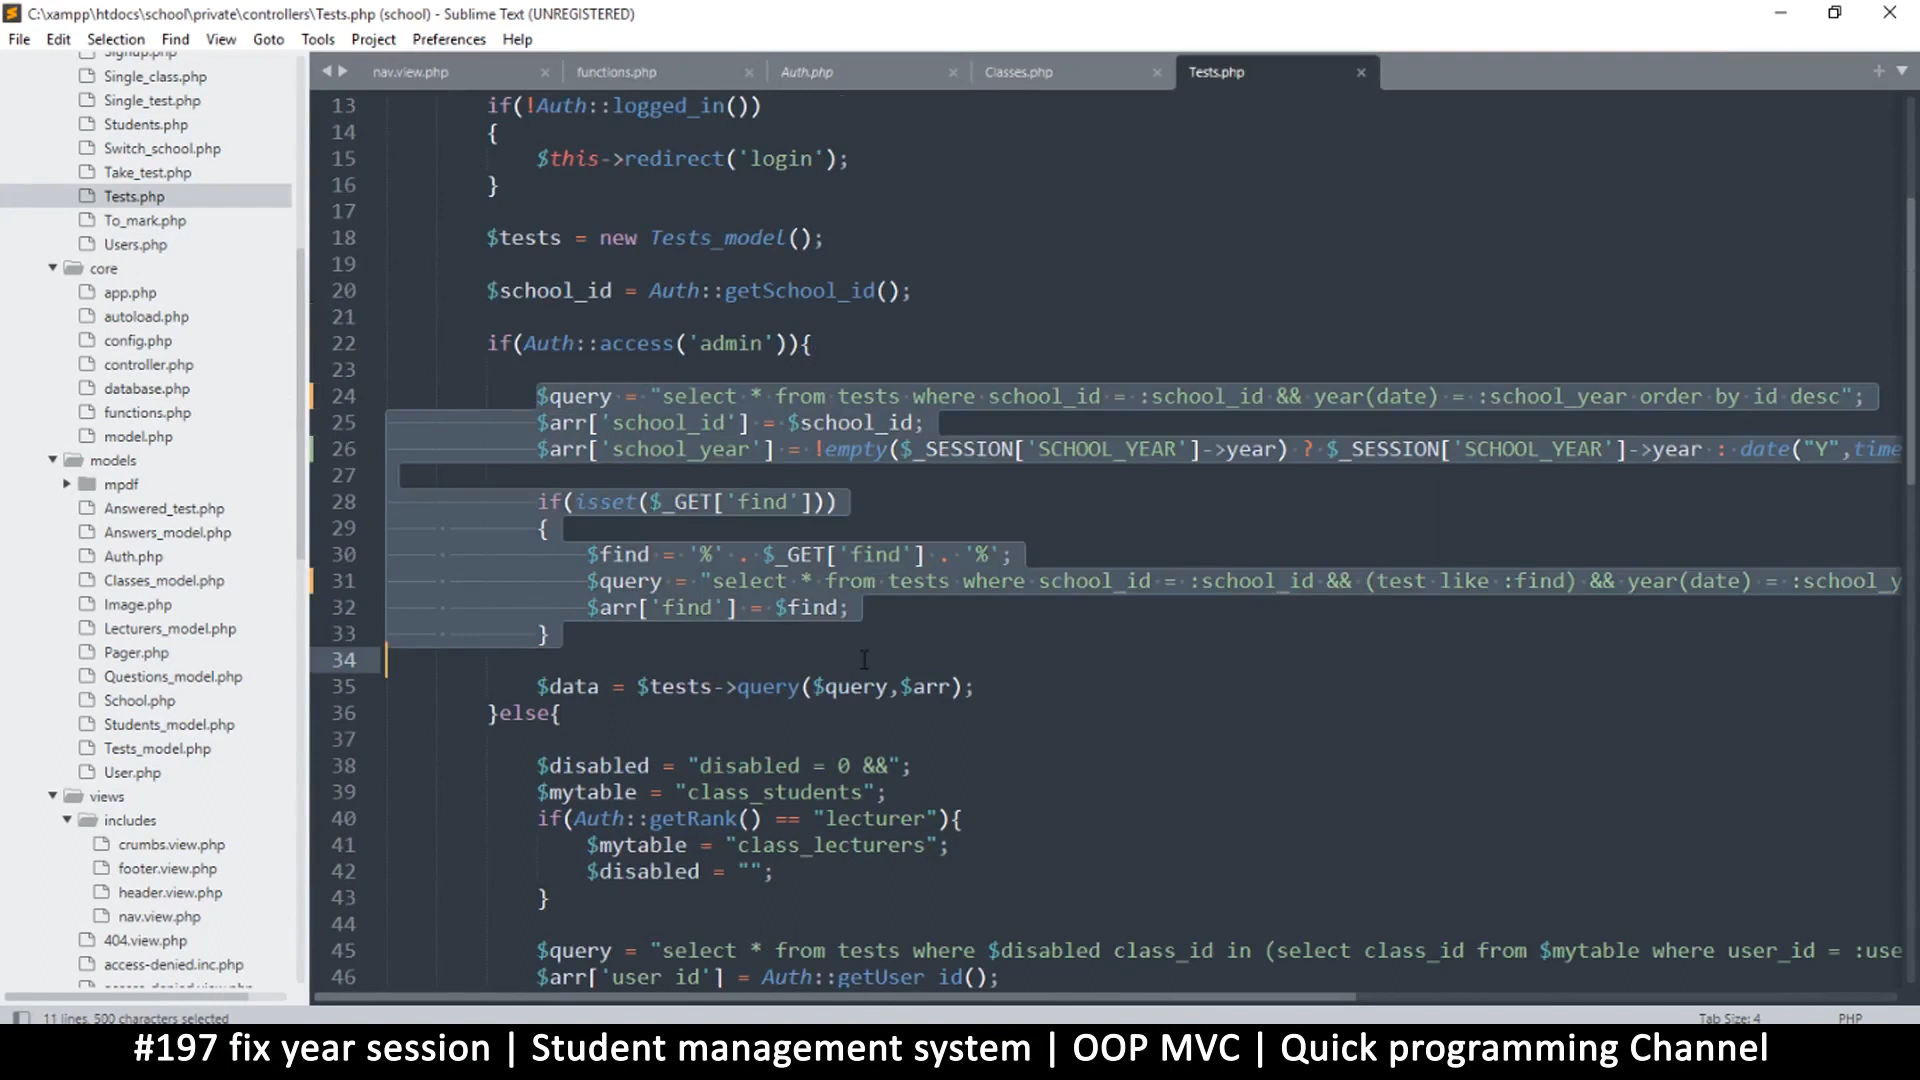 C:\xampp\htdocs\school\private\controllers\Tests.php (school) - Sublime Text (UNREGISTERED)
File Edit Selection Find View Goto Tools Project Preferences Help
Signup.php
Single_class.php
Single_test.php
Students.php
Switch_school.php
Take_test.php
Tests.php
To_mark.php
Users.php
core
app.php
autoload.php
config.php
controller.php
database.php
functions.php
model.php
models
mpdf
Answered_test.php
Answers_model.php
Auth.php
Classes_model.php
Image.php
Lecturers_model.php
Pager.php
Questions_model.php
School.php
Students_model.php
Tests_model.php
User.php
views
includes
crumbs.view.php
footer.view.php
header.view.php
nav.view.php
404.view.php
access-denied.inc.php
access-denied.view.php
nav.view.php functions.php Auth.php Classes.php Tests.php
13 if(!Auth::logged_in())
14 {
15 $this->redirect('login');
16 }
17
18 $tests = new Tests_model();
19
20 $school_id = Auth::getSchool_id();
21
22 if(Auth::access('admin')){
23
24 $query = "select * from tests where school_id = :school_id && year(date) = :school_year order by id desc";
25 $arr['school_id'] = $school_id;
26 $arr['school_year'] = !empty($_SESSION['SCHOOL_YEAR']->year) ? $_SESSION['SCHOOL_YEAR']->year : date("Y",time
27
28 if(isset($_GET['find']))
29 {
30 $find = '%' . $_GET['find'] . '%';
31 $query = "select * from tests where school_id = :school_id && (test like :find) && year(date) = :school_y
32 $arr['find'] = $find;
33 }
34
35 $data = $tests->query($query,$arr);
36 }else{
37
38 $disabled = "disabled = 0 &&";
39 $mytable = "class_students";
40 if(Auth::getRank() == "lecturer"){
41 $mytable = "class_lecturers";
42 $disabled = "";
43 }
44
45 $query = "select * from tests where $disabled class_id in (select class_id from $mytable where user_id = :use
46 $arr['user_id'] = Auth::getUser_id();
11 lines, 500 characters selected
Tab Size: 4 PHP
#197 fix year session | Student management system | OOP MVC | Quick programming Channel